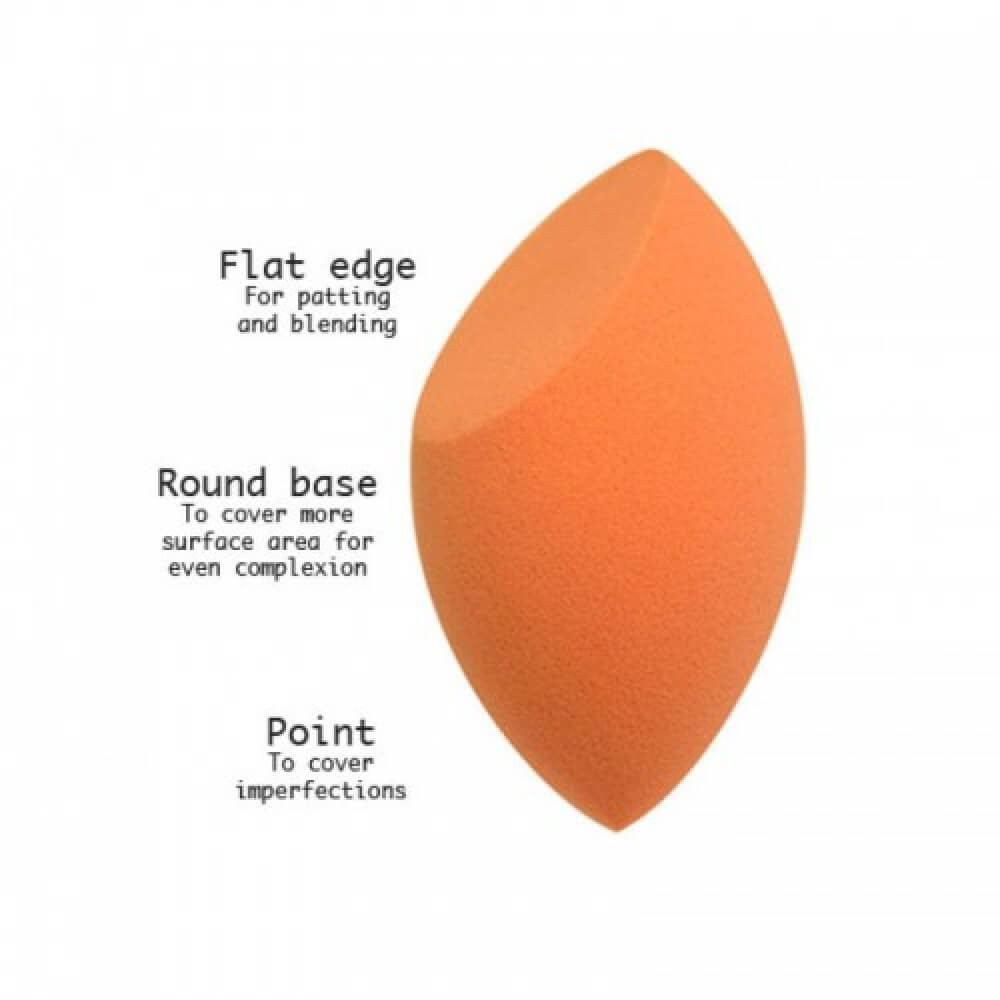 Flat edge
For patting
and blending
Round base
To cover more
surface area for
even complexion
Point
To cover
imperfections